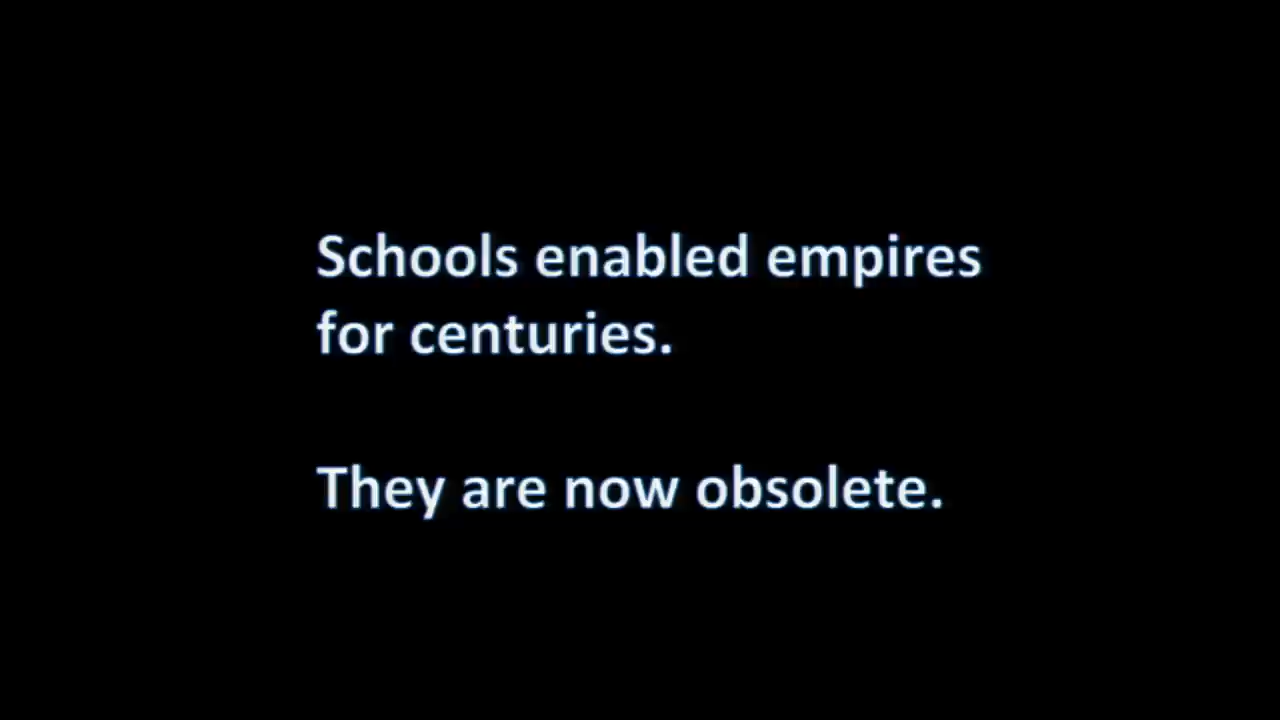 Schools enabled empires
for centuries.
They are now obsolete.